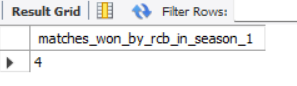 Result Grid Filter Rows:
matches_won_by_rcb_in_season_1
4